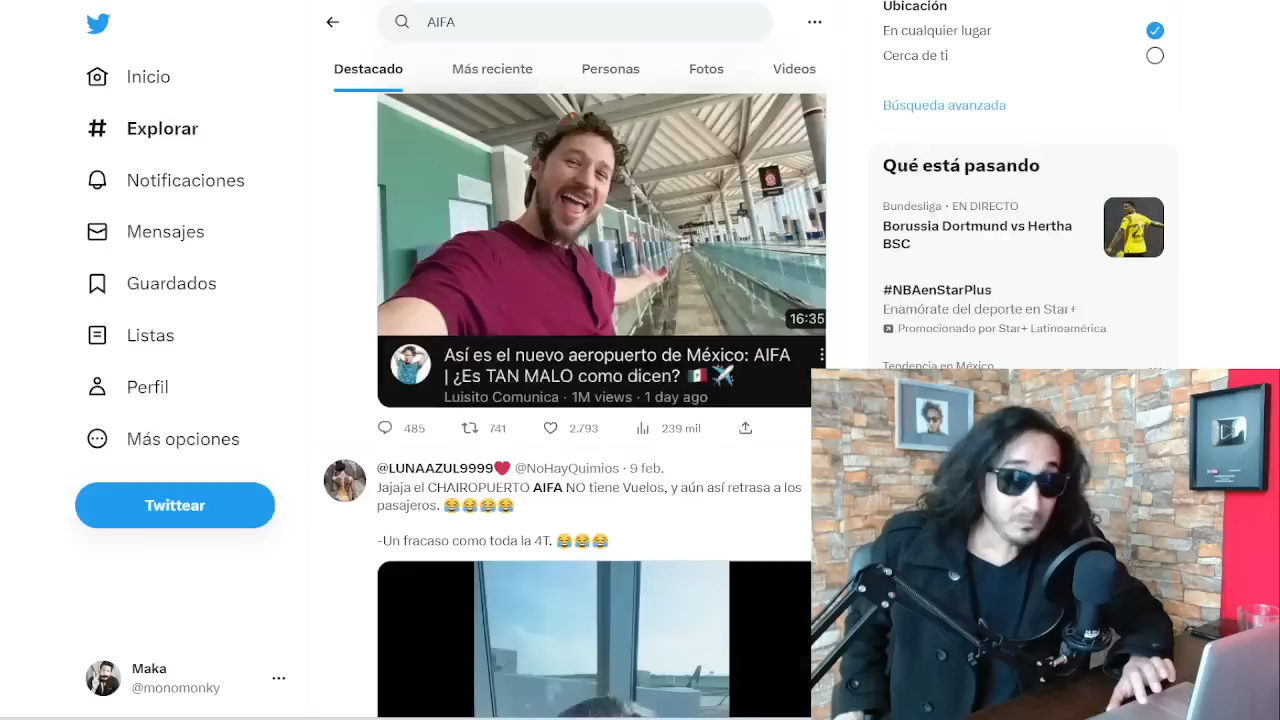 AIFA
Destacado
Más reciente
Personas
Fotos
Videos
Inicio
Explorar
Notificaciones
Mensajes
Guardados
Listas
Perfil
Más opciones
Twittear
Maka
@monomonky
16:35
Así es el nuevo aeropuerto de México: AIFA
| ¿Es TAN MALO como dicen? 🇲🇽✈️
Luisito Comunica · 1M views · 1 day ago
485
741
2.793
239 mil
@LUNAAZUL9999❤️ @NoHayQuimios · 9 feb.
Jajaja el CHAIROPUERTO AIFA NO tiene Vuelos, y aún así retrasa a los
pasajeros. 😂😂😂😂
-Un fracaso como toda la 4T. 😂😂😂
Ubicación
En cualquier lugar
Cerca de ti
Búsqueda avanzada
Qué está pasando
Bundesliga · EN DIRECTO
Borussia Dortmund vs Hertha
BSC
#NBAenStarPlus
Enamórate del deporte en Star+
Promocionado por Star+ Latinoamérica
Tendencia en México